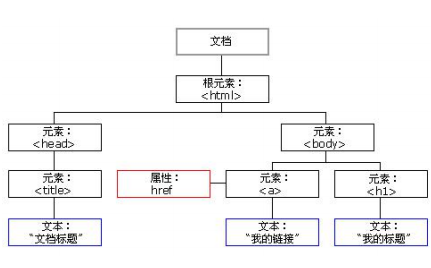 文档
根元素：
<html>
元素：
<head>
元素：
<body>
元素：
<title>
属性：
href
元素：
<a>
元素：
<h1>
文本：
“文档标题”
文本：
“我的链接”
文本：
“我的标题”